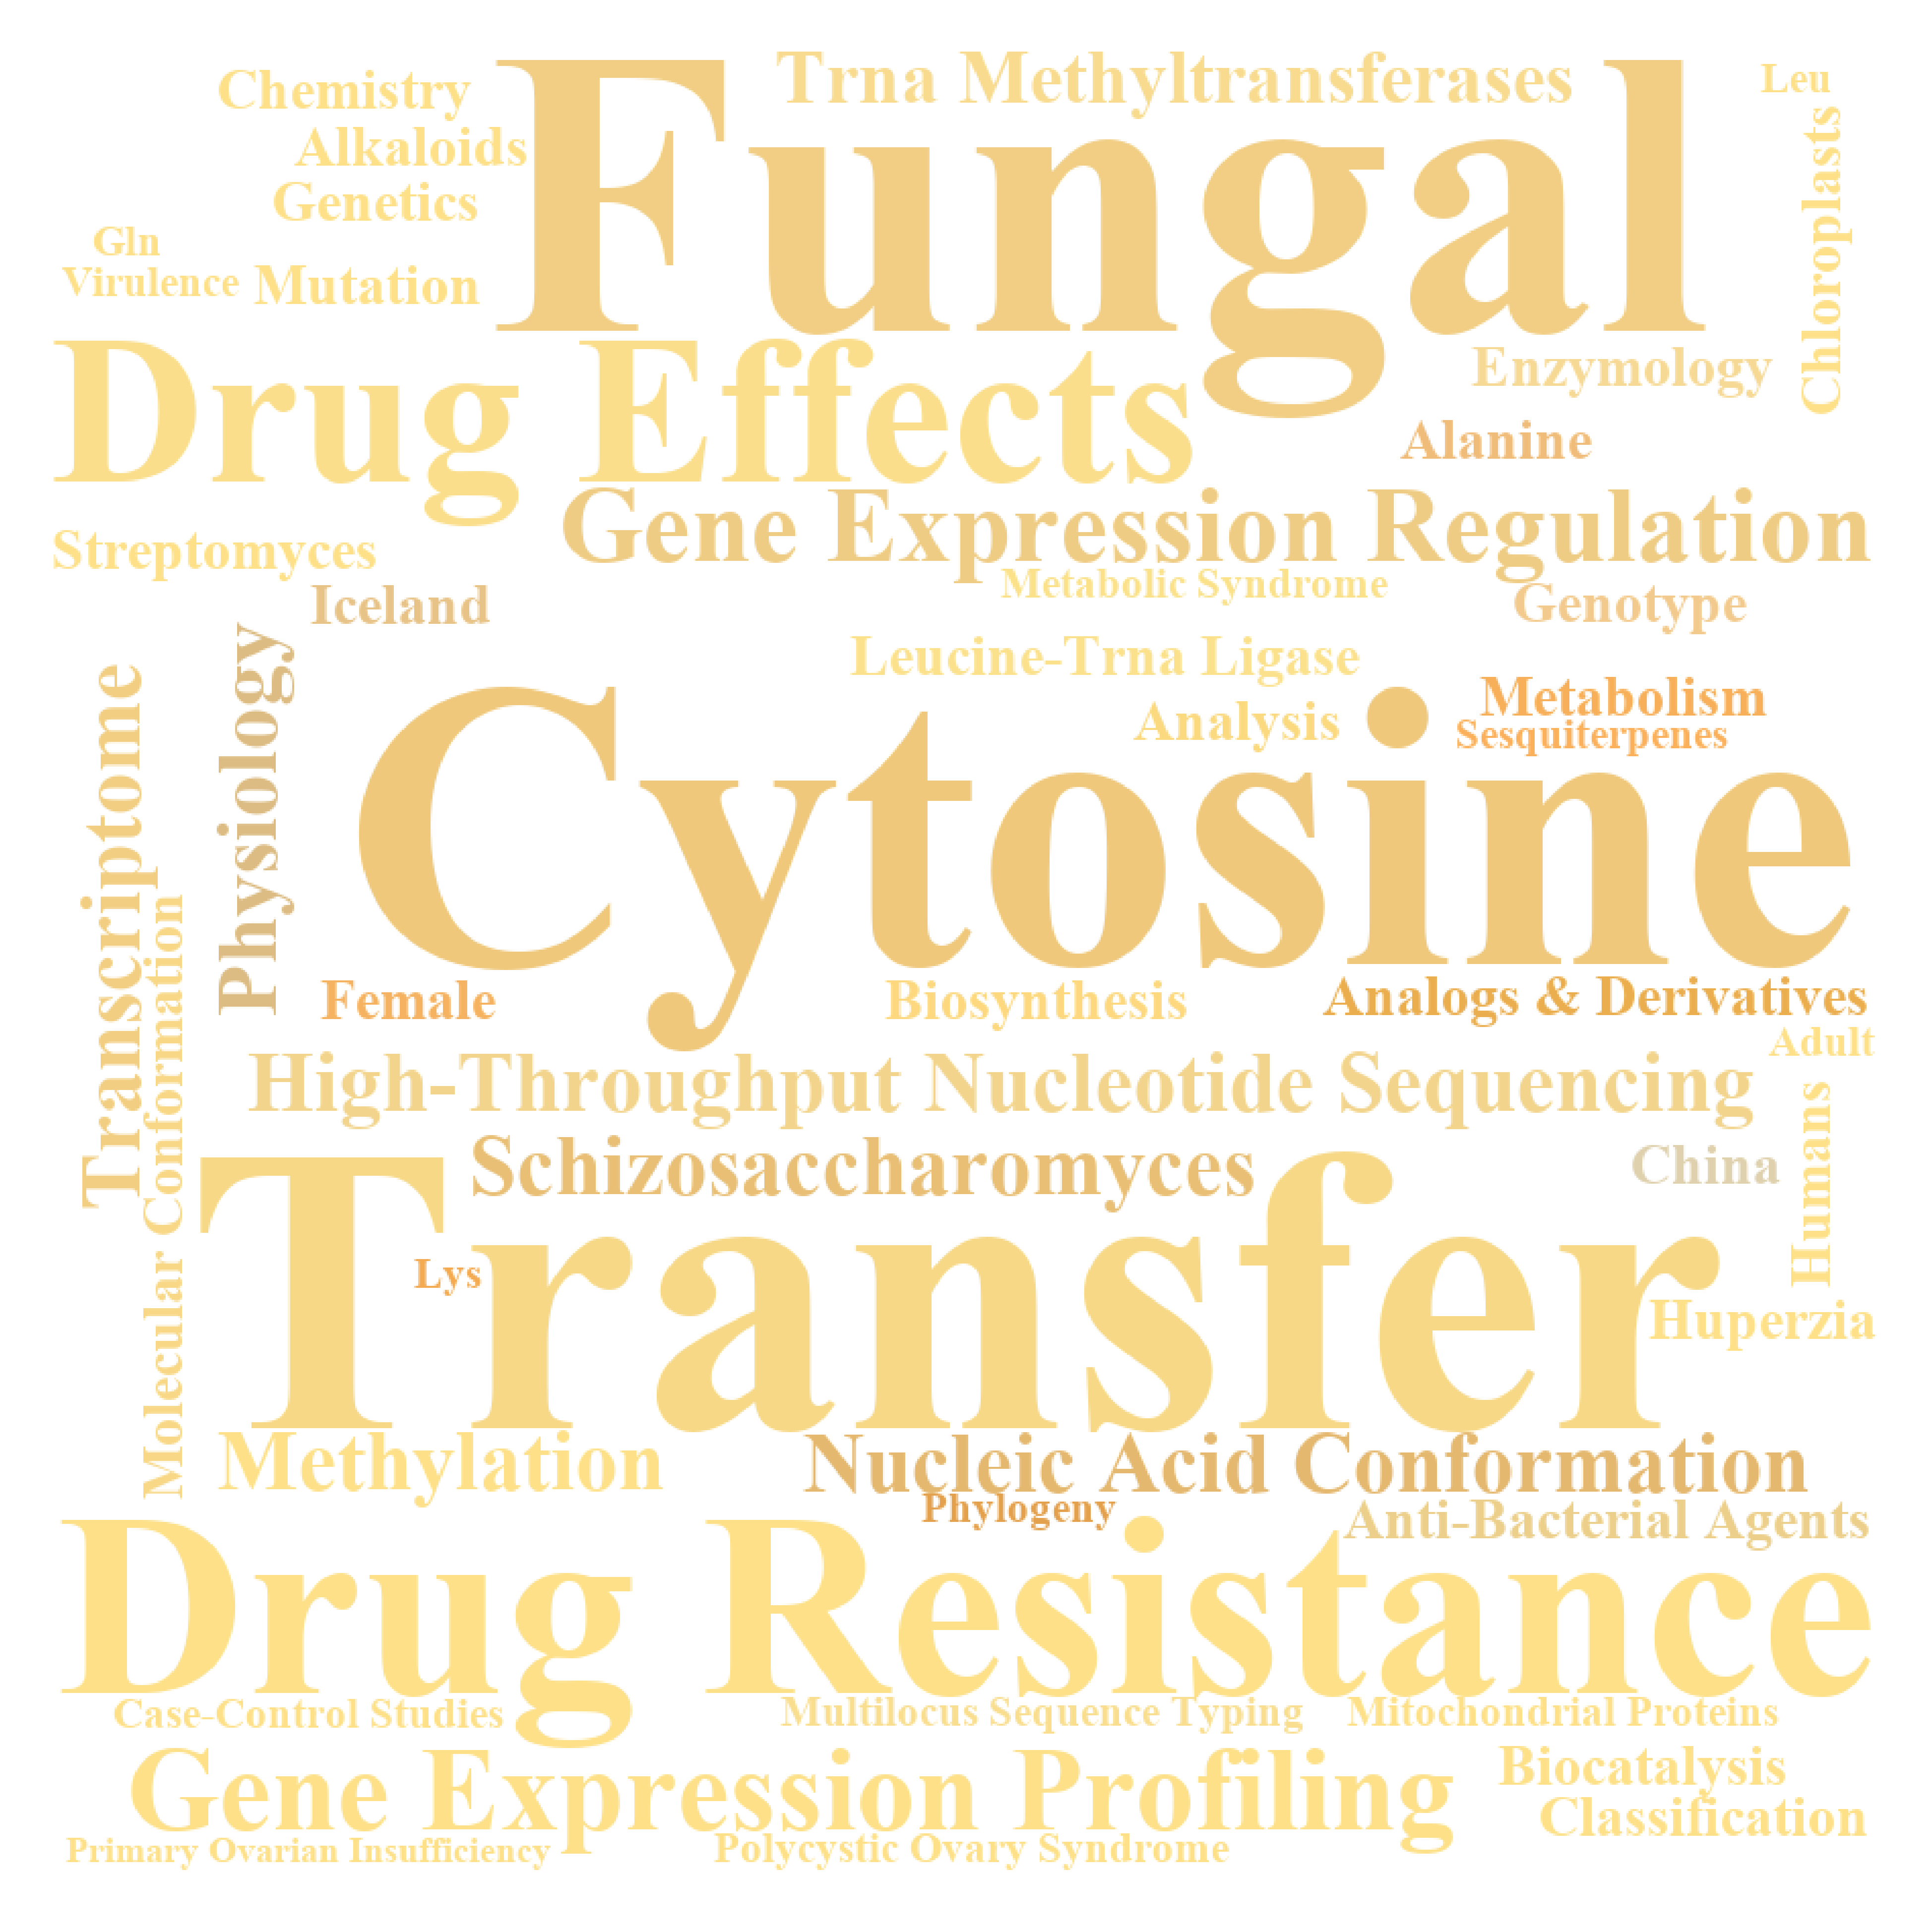 Chemistry
Trna Methyltransferases
Leu
Alkaloids
Fungal
Chloroplasts
Genetics
Gln
Virulence
Mutation
Drug Effects
Enzymology
Alanine
Gene Expression Regulation
Streptomyces
Metabolic Syndrome
Iceland
Genotype
Physiology
Leucine-Trna Ligase
Transcriptome
Metabolism
Analysis
Sesquiterpenes
Cytosine
Molecular Conformation
Female
Biosynthesis
Analogs & Derivatives
Adult
High-Throughput Nucleotide Sequencing
Humans
Schizosaccharomyces
China
Transfer
Lys
Huperzia
Methylation
Nucleic Acid Conformation
Phylogeny
Anti-Bacterial Agents
Drug Resistance
Case-Control Studies
Multilocus Sequence Typing
Mitochondrial Proteins
Gene Expression Profiling
Biocatalysis
Classification
Primary Ovarian Insufficiency
Polycystic Ovary Syndrome